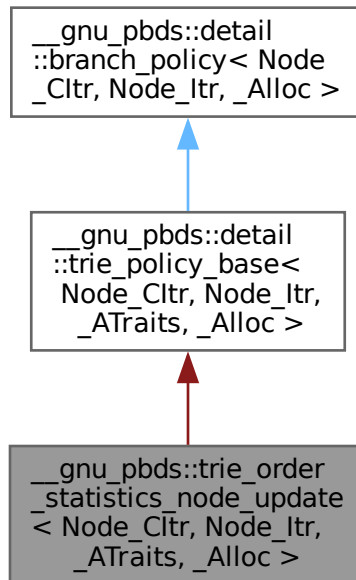 __gnu_pbds::detail
::branch_policy< Node
_CItr, Node_Itr, _Alloc >
__gnu_pbds::detail
::trie_policy_base<
Node_CItr, Node_Itr,
_ATraits, _Alloc >
__gnu_pbds::trie_order
_statistics_node_update
< Node_CItr, Node_Itr,
_ATraits, _Alloc >